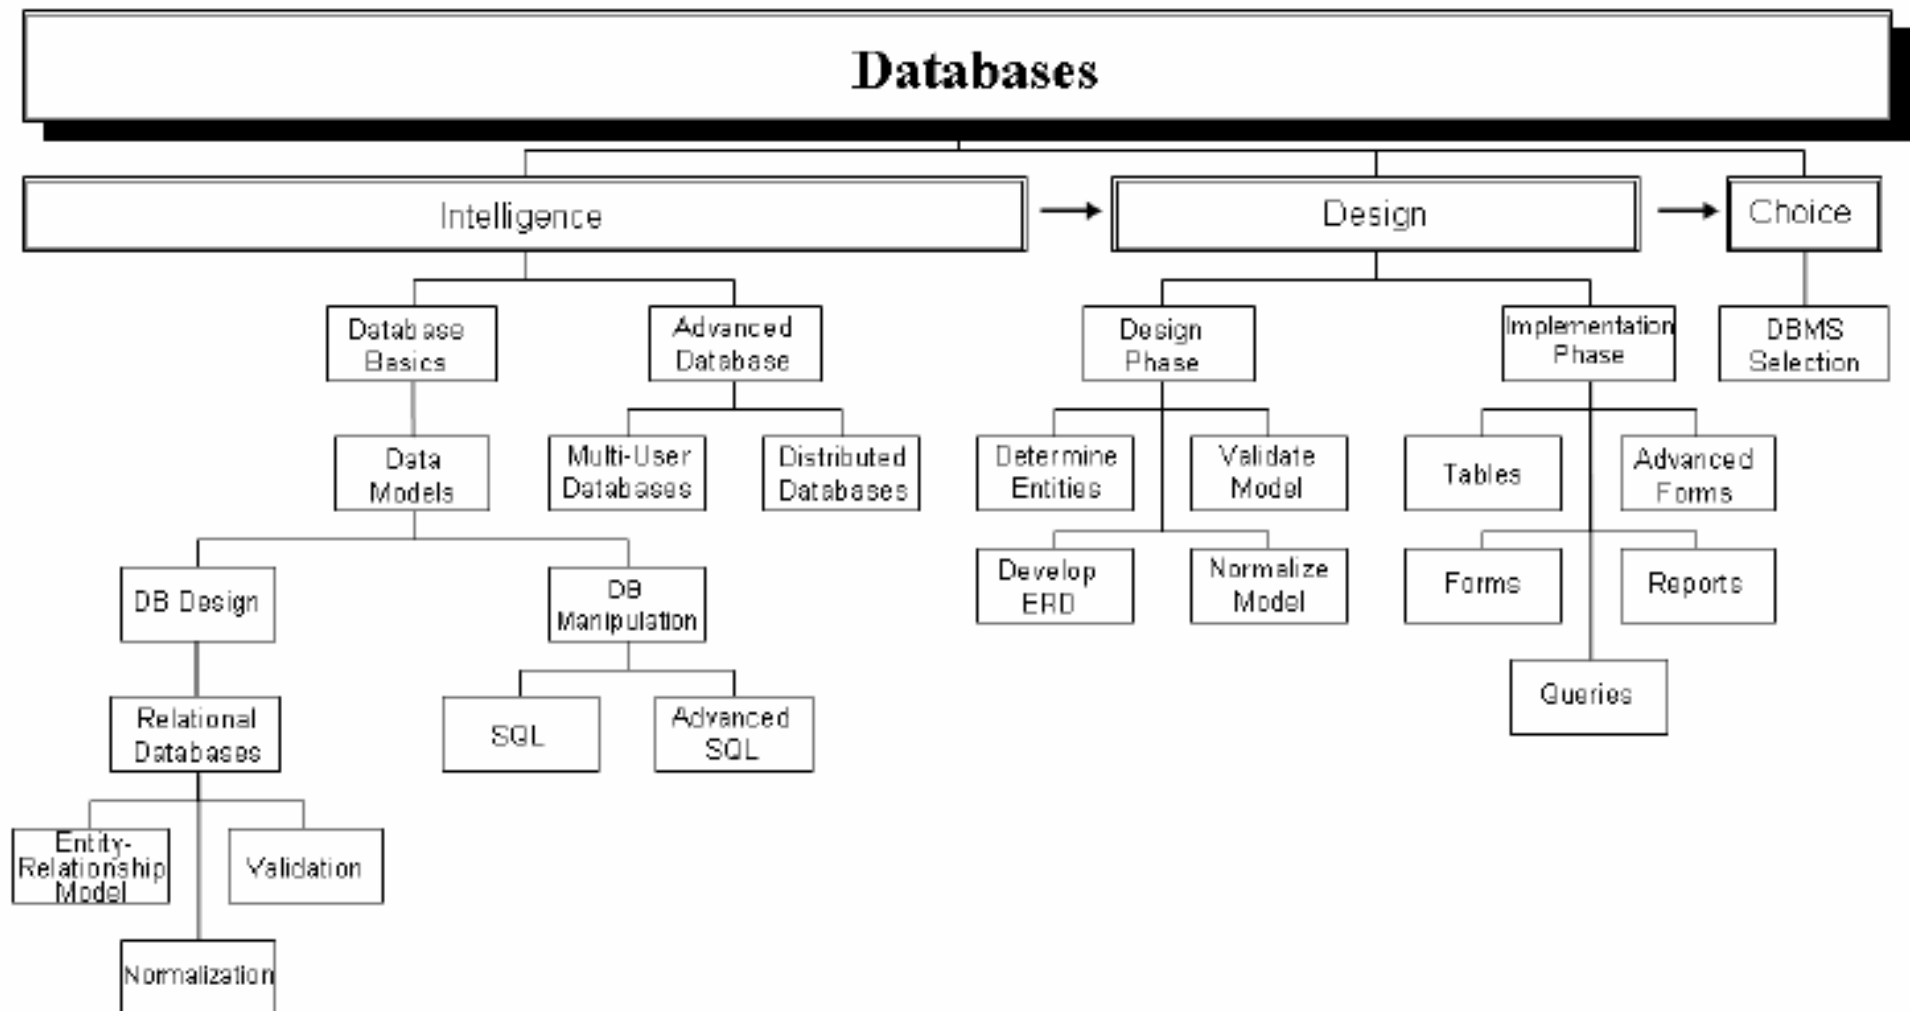 Databases
Intelligence
Design
Choice
Database
Basics
Advanced
Database
Design
Phase
Implementation
Phase
DBMS
Selection
Data
Models
Multi-User
Databases
Distributed
Databases
Determine
Entities
Validate
Model
Tables
Advanced
Forms
DB Design
DB
Manipulation
Develop
ERD
Normalize
Model
Forms
Reports
Queries
Relational
Databases
SQL
Advanced
SQL
Entity-
Relationship
Model
Validation
Normalization